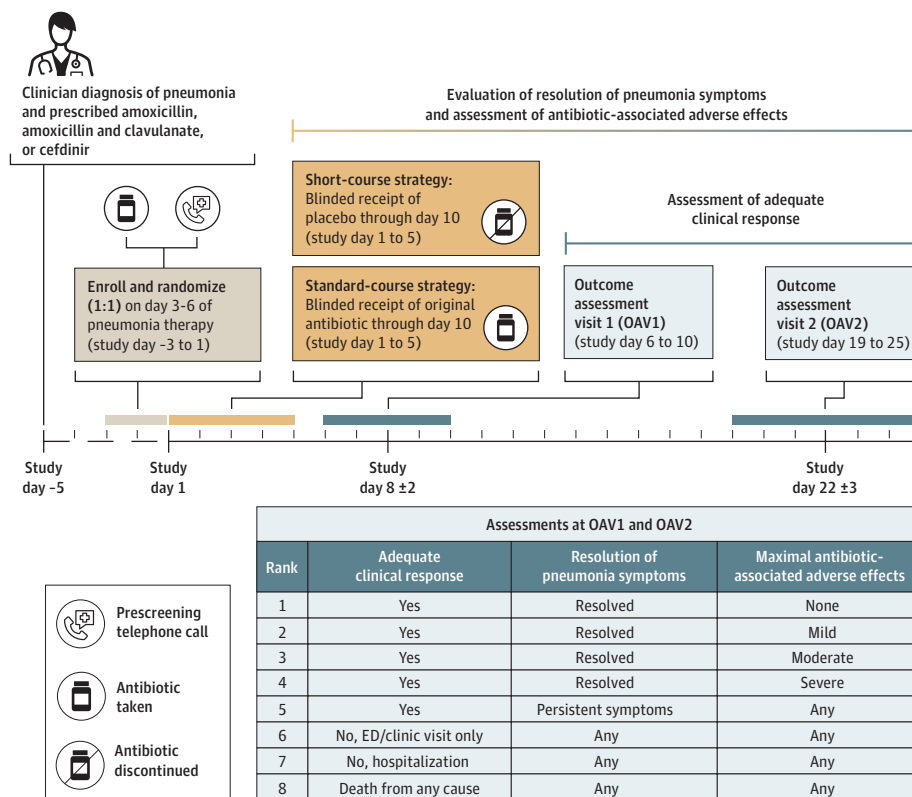 Clinician diagnosis of pneumonia
and prescribed amoxicillin,
amoxicillin and clavulanate,
or cefdinir
Evaluation of resolution of pneumonia symptoms
and assessment of antibiotic-associated adverse effects
Short-course strategy:
Blinded receipt of
placebo through day 10
(study day 1 to 5)
Assessment of adequate
clinical response
Enroll and randomize
(1:1) on day 3-6 of
pneumonia therapy
(study day -3 to 1)
Standard-course strategy:
Blinded receipt of original
antibiotic through day 10
(study day 1 to 5)
Outcome
assessment
visit 1 (OAV1)
(study day 6 to 10)
Outcome
assessment
visit 2 (OAV2)
(study day 19 to 25)
Study
day -5
Study
day 1
Study
day 8 ±2
Study
day 22 ±3
Prescreening
telephone call
Antibiotic
taken
Antibiotic
discontinued
Assessments at OAV1 and OAV2
Rank Adequate clinical response Resolution of pneumonia symptoms Maximal antibiotic-associated adverse effects
1 Yes Resolved None
2 Yes Resolved Mild
3 Yes Resolved Moderate
4 Yes Resolved Severe
5 Yes Persistent symptoms Any
6 No, ED/clinic visit only Any Any
7 No, hospitalization Any Any
8 Death from any cause Any Any